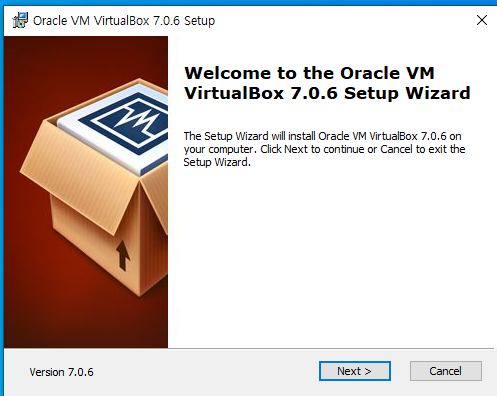 Oracle VM VirtualBox 7.0.6 Setup
Welcome to the Oracle VM
VirtualBox 7.0.6 Setup Wizard
The Setup Wizard will install Oracle VM VirtualBox 7.0.6 on
your computer. Click Next to continue or Cancel to exit the
Setup Wizard.
Version 7.0.6
Next >
Cancel